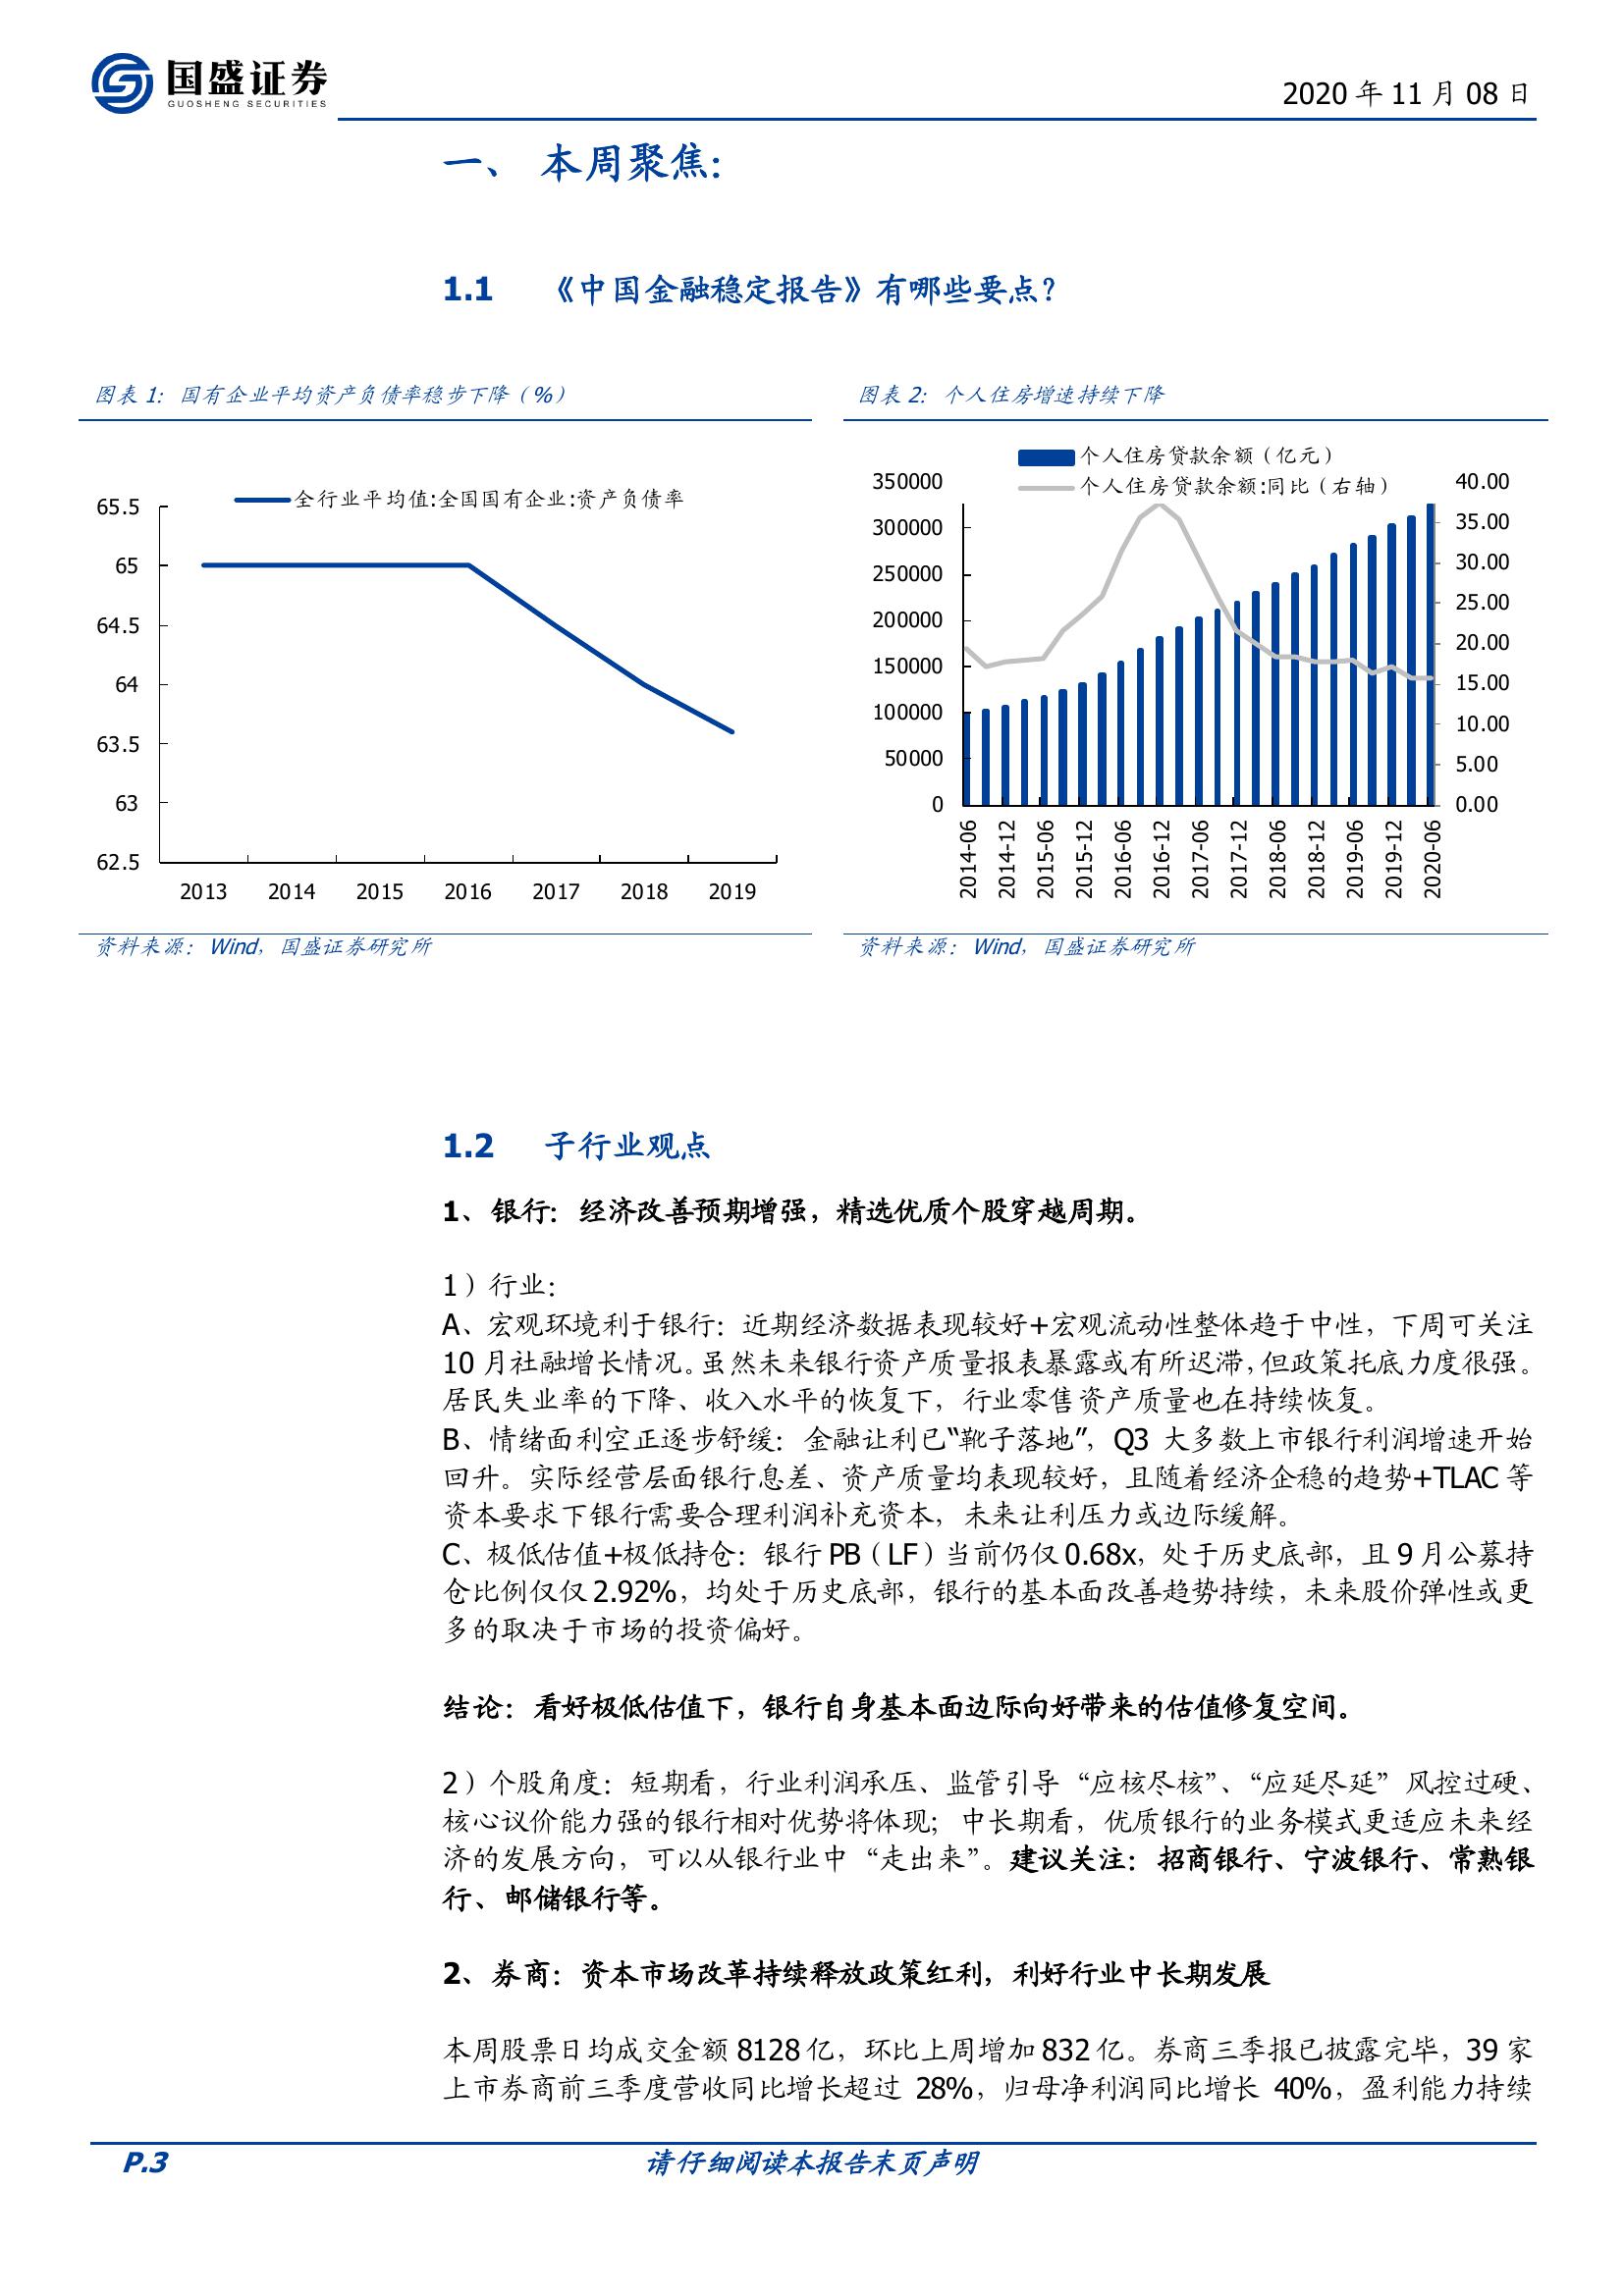 国盛证券
GUOSHENG SECURITIES
2020 年 11 月 08 日
一、 本周聚焦：
1.1 《中国金融稳定报告》有哪些要点？
图表 1： 国有企业平均资产负债率稳步下降（%）
全行业平均值:全国国有企业:资产负债率
65.5
65
64.5
64
63.5
63
62.5
2013 2014 2015 2016 2017 2018 2019
资料来源： Wind，国盛证券研究所
图表 2： 个人住房增速持续下降
个人住房贷款余额（亿元）
个人住房贷款余额:同比（右轴）
350000
300000
250000
200000
150000
100000
50000
0
40.00
35.00
30.00
25.00
20.00
15.00
10.00
5.00
0.00
2014-06 2014-12 2015-06 2015-12 2016-06 2016-12 2017-06 2017-12 2018-06 2018-12 2019-06 2019-12 2020-06
资料来源： Wind，国盛证券研究所
1.2 子行业观点
1、银行：经济改善预期增强，精选优质个股穿越周期。
1）行业：
A、宏观环境利于银行：近期经济数据表现较好+宏观流动性整体趋于中性，下周可关注
10 月社融增长情况。虽然未来银行资产质量报表暴露或有所迟滞，但政策托底力度很强。
居民失业率的下降、收入水平的恢复下，行业零售资产质量也在持续恢复。
B、情绪面利空正逐步舒缓：金融让利已“靴子落地”，Q3 大多数上市银行利润增速开始
回升。实际经营层面银行息差、资产质量均表现较好，且随着经济企稳的趋势+TLAC 等
资本要求下银行需要合理利润补充资本，未来让利压力或边际缓解。
C、极低估值+极低持仓：银行 PB（LF）当前仍仅 0.68x，处于历史底部，且 9 月公募持
仓比例仅仅 2.92%，均处于历史底部，银行的基本面改善趋势持续，未来股价弹性或更
多的取决于市场的投资偏好。
结论：看好极低估值下，银行自身基本面边际向好带来的估值修复空间。
2）个股角度：短期看，行业利润承压、监管引导“应核尽核”、“应延尽延”风控过硬、
核心议价能力强的银行相对优势将体现；中长期看，优质银行的业务模式更适应未来经
济的发展方向，可以从银行业中“走出来”。建议关注：招商银行、宁波银行、常熟银
行、邮储银行等。
2、券商：资本市场改革持续释放政策红利，利好行业中长期发展
本周股票日均成交金额 8128 亿，环比上周增加 832 亿。券商三季报已披露完毕，39 家
上市券商前三季度营收同比增长超过 28%，归母净利润同比增长 40%，盈利能力持续
P.3
请仔细阅读本报告末页声明